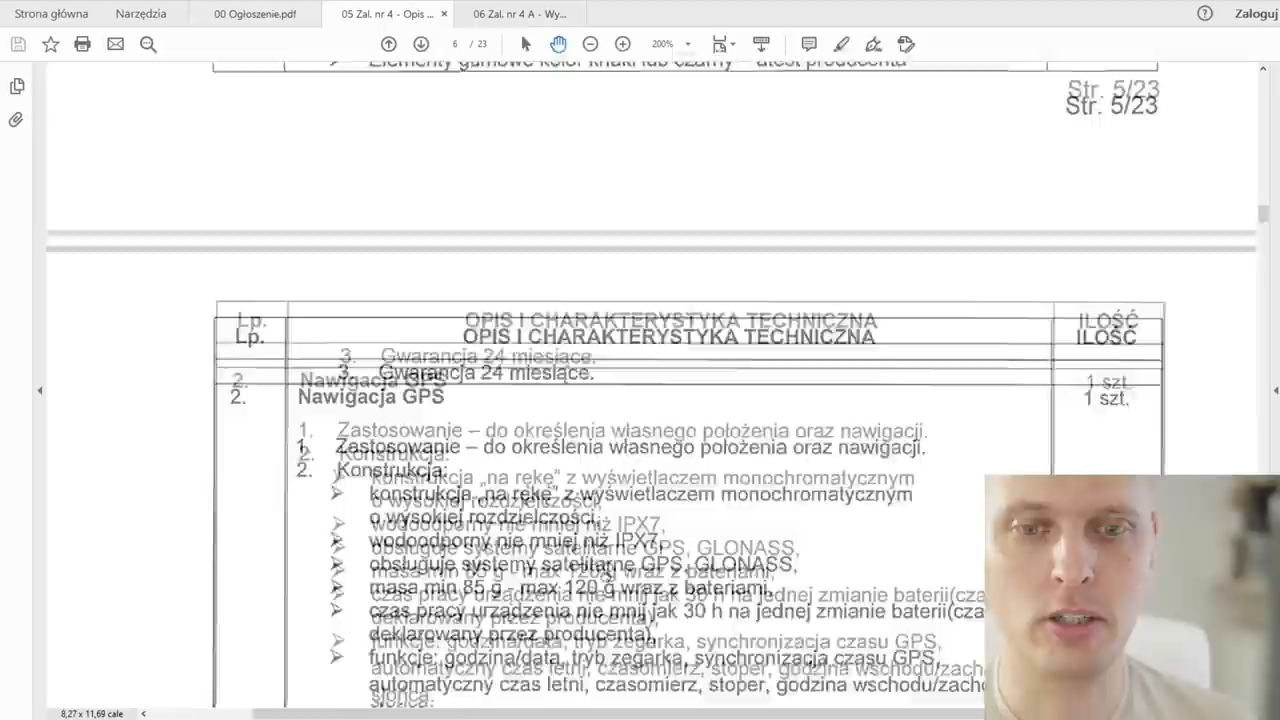 Strona główna Narzędzia 00 Ogłoszenie.pdf 05 Zal. nr 4 - Opis ... × 06 Zal. nr 4 A - Wy... Zaloguj
6 / 23 200%
Elementy gumowe kolor khaki lub czarny – atest producenta
Str. 5/23
Lp. OPIS I CHARAKTERYSTYKA TECHNICZNA ILOŚĆ
3. Gwarancja 24 miesiące.
2. Nawigacja GPS 1 szt.
1. Zastosowanie – do określenia własnego położenia oraz nawigacji.
2. Konstrukcja:
➢ konstrukcja „na rękę” z wyświetlaczem monochromatycznym
o wysokiej rozdzielczości,
➢ wodoodporny nie mniej niż IPX7,
➢ obsługuje systemy satelitarne GPS, GLONASS,
➢ masa min 85 g - max 120 g wraz z bateriami,
➢ czas pracy urządzenia nie mnij jak 30 h na jednej zmianie baterii(cza
deklarowany przez producenta),
➢ funkcje: godzina/data, tryb zegarka, synchronizacja czasu GPS,
automatyczny czas letni, czasomierz, stoper, godzina wschodu/zach
słońca.
8,27 x 11,69 cale